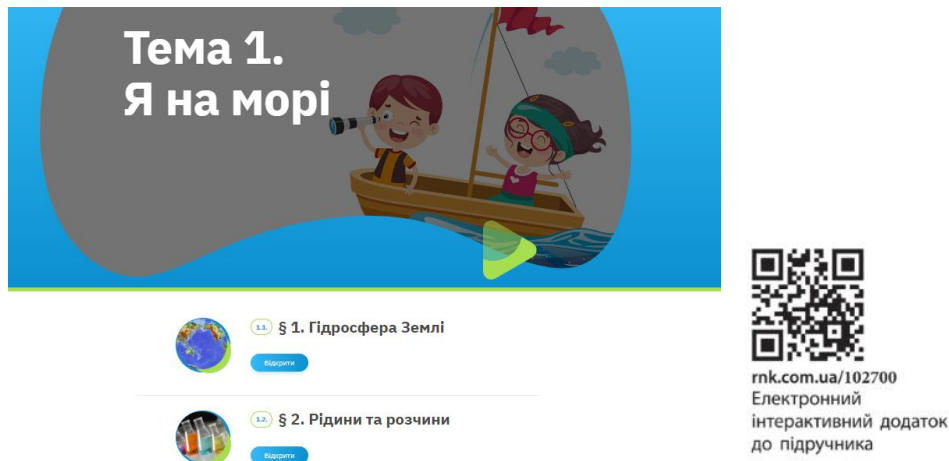 Тема 1.
Я на морі
1.1. § 1. Гідросфера Землі
Відкрити
1.2. § 2. Рідини та розчини
Відкрити
rnk.com.ua/102700
Електронний
інтерактивний додаток
до підручника